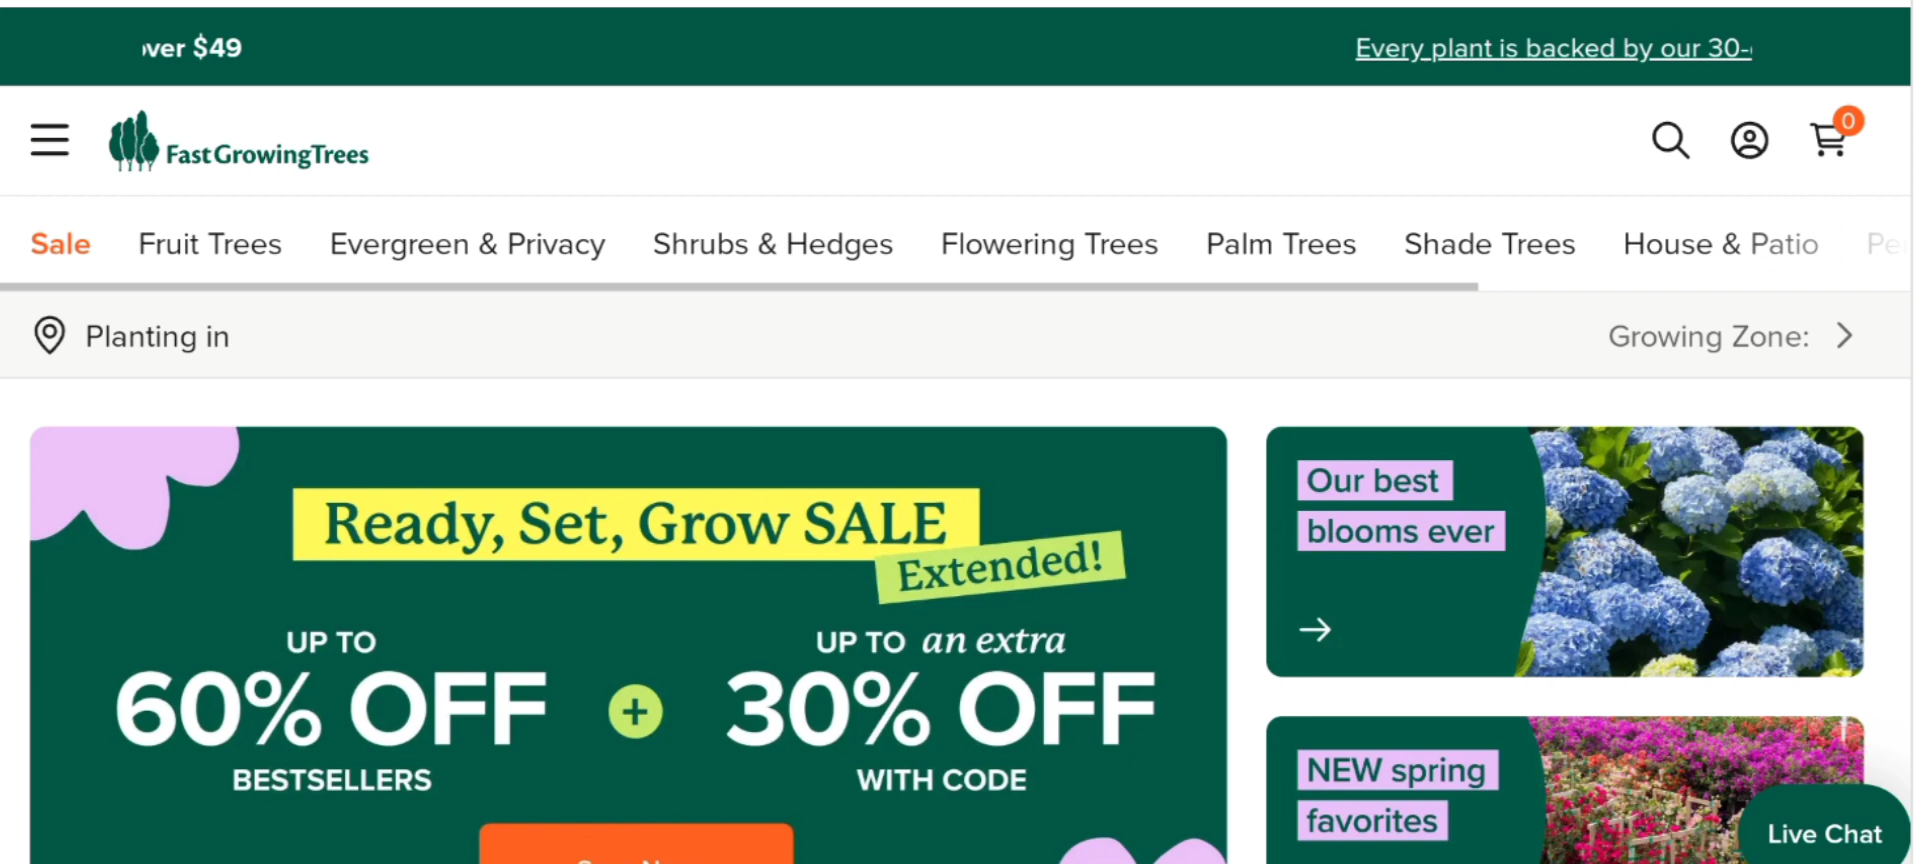 over $49
Every plant is backed by our 30-
FastGrowingTrees
0
Sale Fruit Trees Evergreen & Privacy Shrubs & Hedges Flowering Trees Palm Trees Shade Trees House & Patio
Planting in
Growing Zone:
Ready, Set, Grow SALE
Extended!
UP TO
60% OFF
BESTSELLERS
+
UP TO an extra
30% OFF
WITH CODE
Our best
blooms ever
NEW spring
favorites
Live Chat